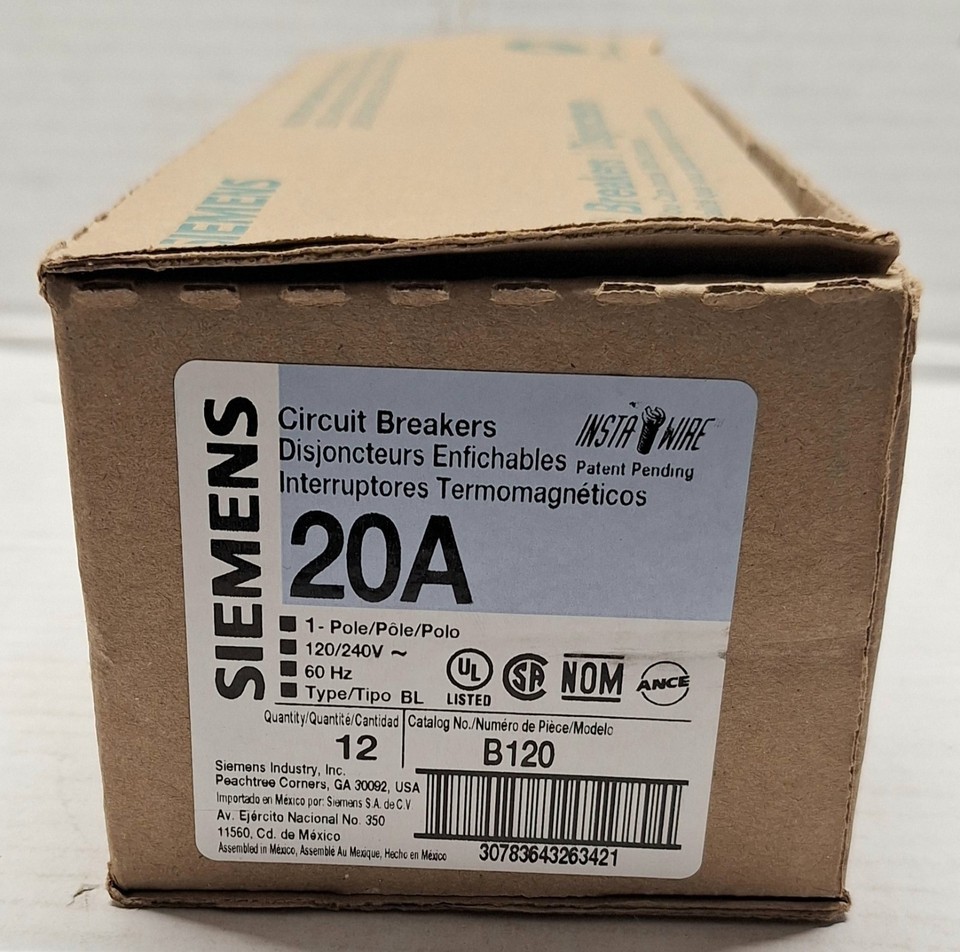 SIEMENS
Breakers
SIEMENS
Circuit Breakers
Disjoncteurs Enfichables
Interruptores Termomagnéticos
INSTA WIRE
Patent Pending
20A
1- Pole/Pôle/Polo
120/240V ~
60 Hz
Type/Tipo BL
UL
LISTED
SA
NOM
ANCE
Quantity/Quantité/Cantidad
12
Catalog No./Numéro de Pièce/Modelo
B120
Siemens Industry, Inc.
Peachtree Corners, GA 30092, USA
Importado en México por: Siemens S.A. de C.V
Av. Ejército Nacional No. 350
11560, Cd. de México
Assembled in México, Assemblé Au Mexique, Hecho en México
30783643263421